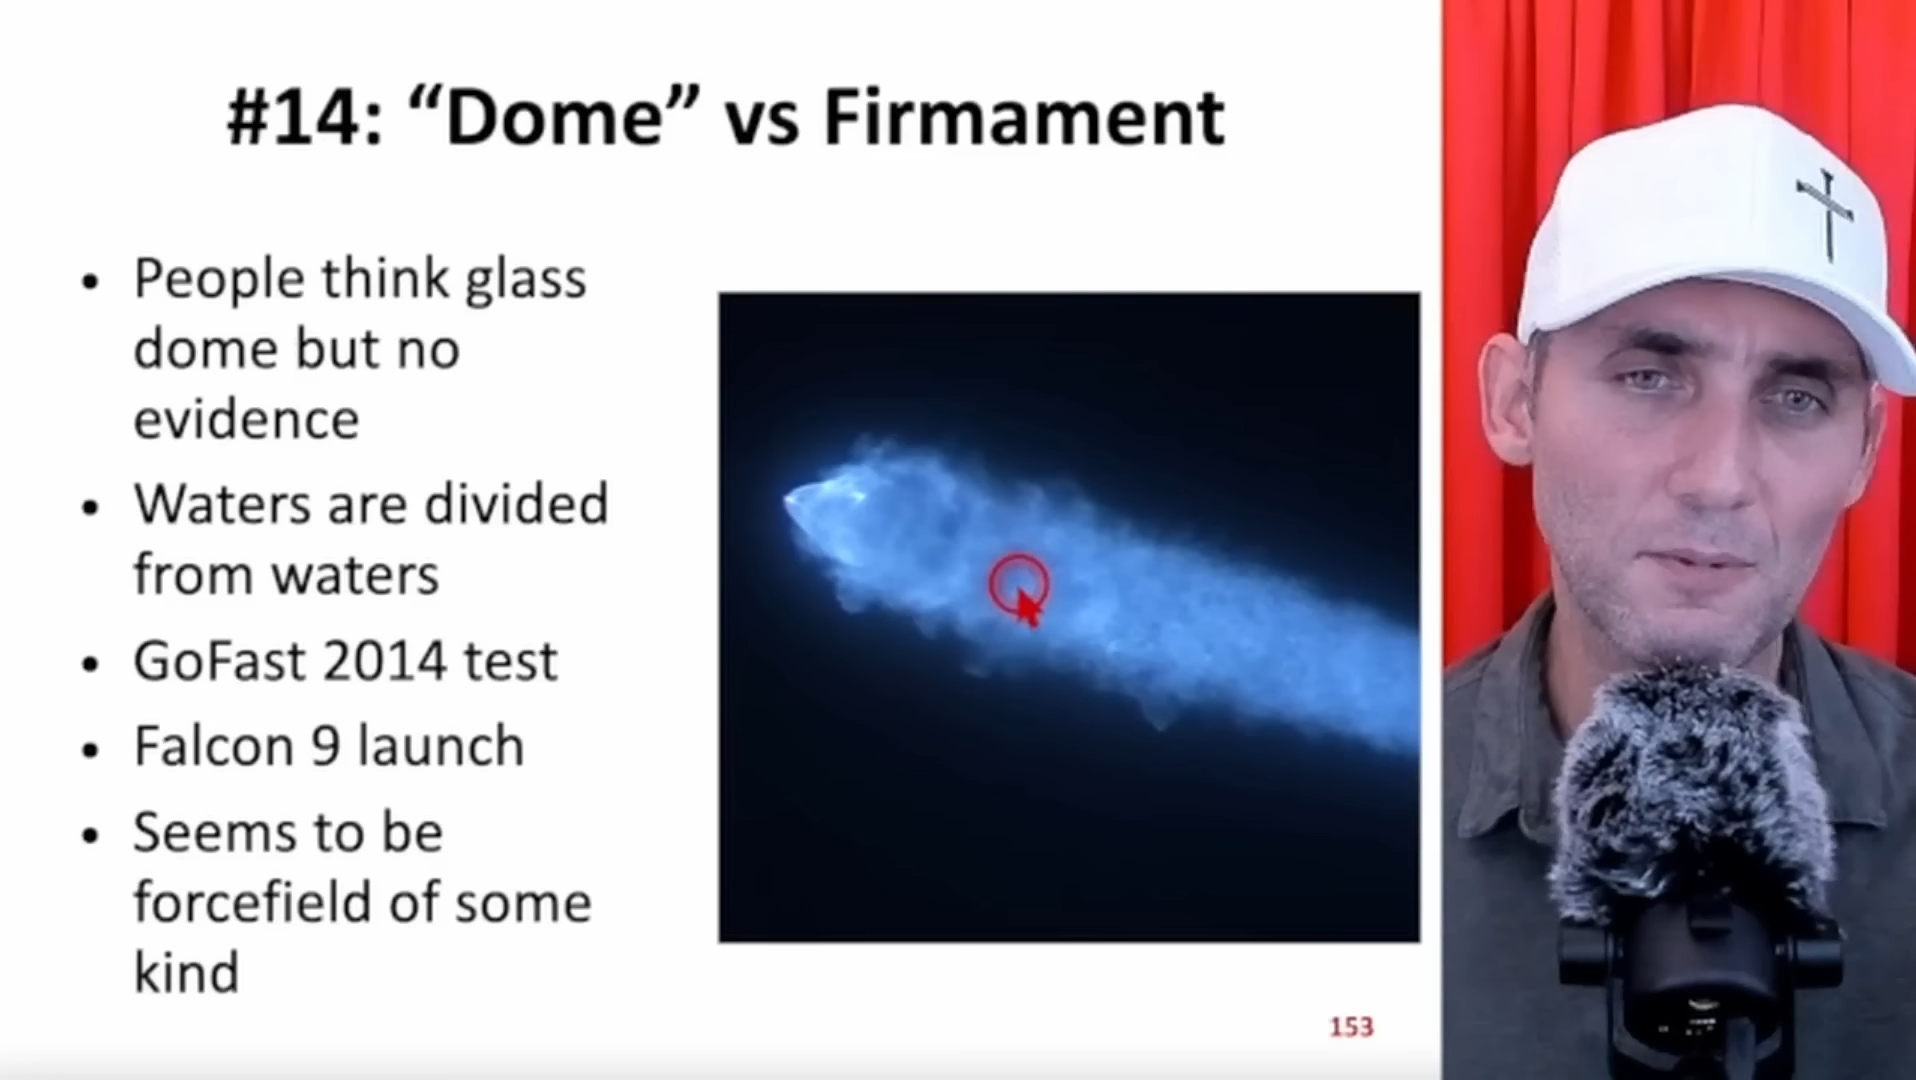 #14: “Dome” vs Firmament
• People think glass
dome but no
evidence
• Waters are divided
from waters
• GoFast 2014 test
• Falcon 9 launch
• Seems to be
forcefield of some
kind
153